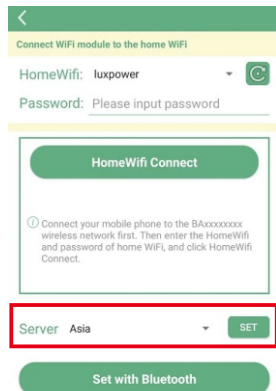 Connect WiFi module to the home WiFi
HomeWifi: luxpower
Password: Please input password
HomeWifi Connect
Connect your mobile phone to the BAxxxxxxxx
wireless network first. Then enter the HomeWifi
and password of home WiFi, and click HomeWifi
Connect.
Server Asia SET
Set with Bluetooth